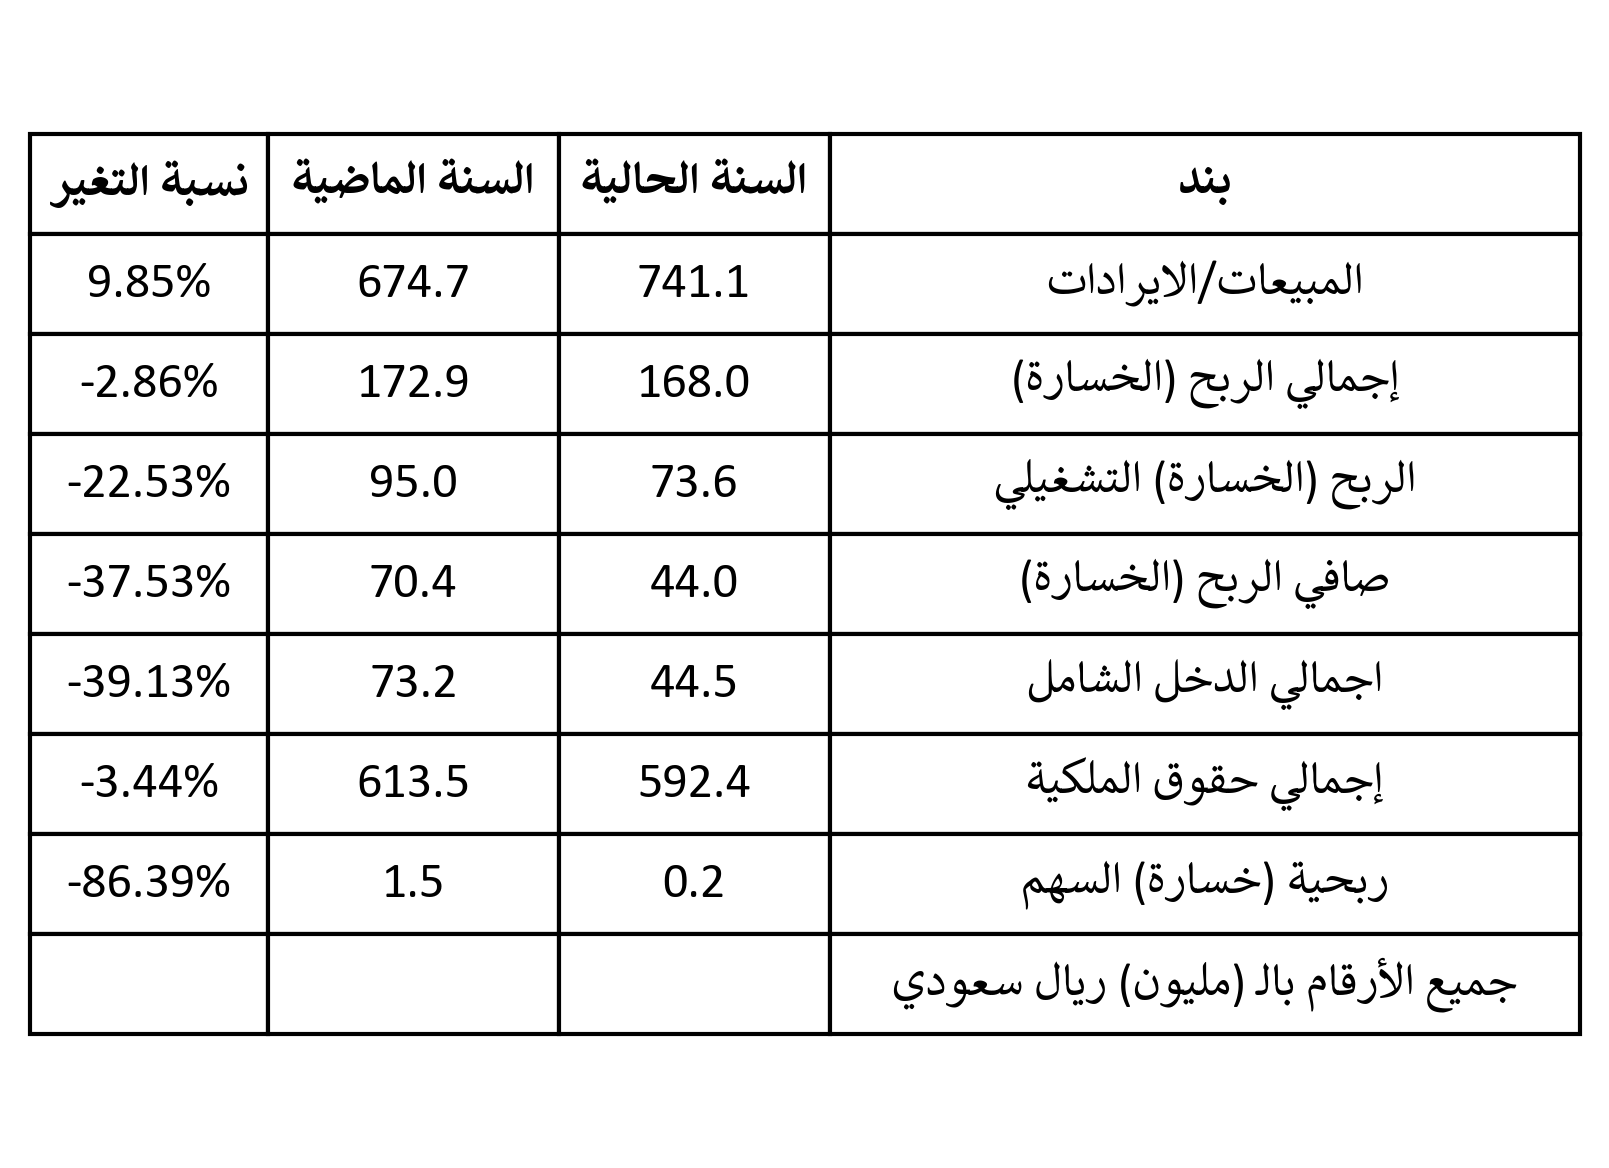 بند السنة الحالية السنة الماضية نسبة التغير
المبيعات/الايرادات 741.1 674.7 9.85%
إجمالي الربح (الخسارة) 168.0 172.9 -2.86%
الربح (الخسارة) التشغيلي 73.6 95.0 -22.53%
صافي الربح (الخسارة) 44.0 70.4 -37.53%
اجمالي الدخل الشامل 44.5 73.2 -39.13%
إجمالي حقوق الملكية 592.4 613.5 -3.44%
ربحية (خسارة) السهم 0.2 1.5 -86.39%
جميع الأرقام بالـ (مليون) ريال سعودي